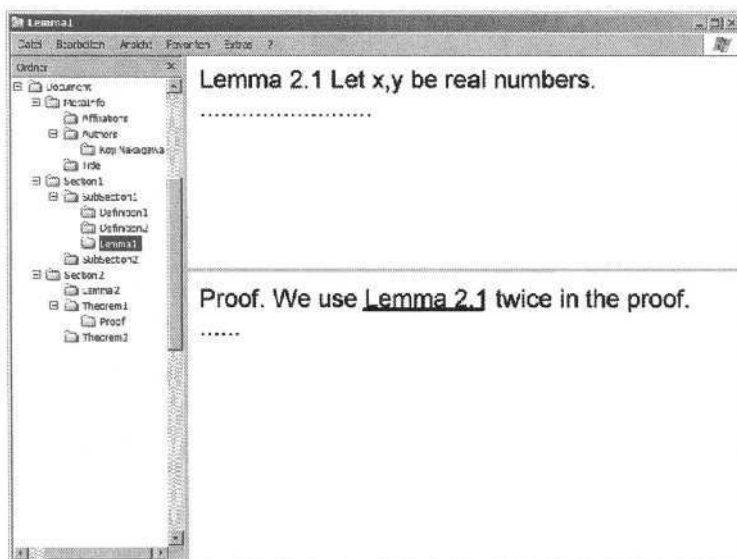 Lemma1
Datei Bearbeiten Ansicht Favoriten Extras ?
Ordner
Document
MetaInfo
Affiliations
Authors
Koji Nakagawa
Title
Section1
SubSection1
Definition1
Definition2
Lemma1
SubSection2
Section2
Lemma2
Theorem1
Proof
Theorem2
Lemma 2.1 Let x,y be real numbers.
.........................
Proof. We use Lemma 2.1 twice in the proof.
......